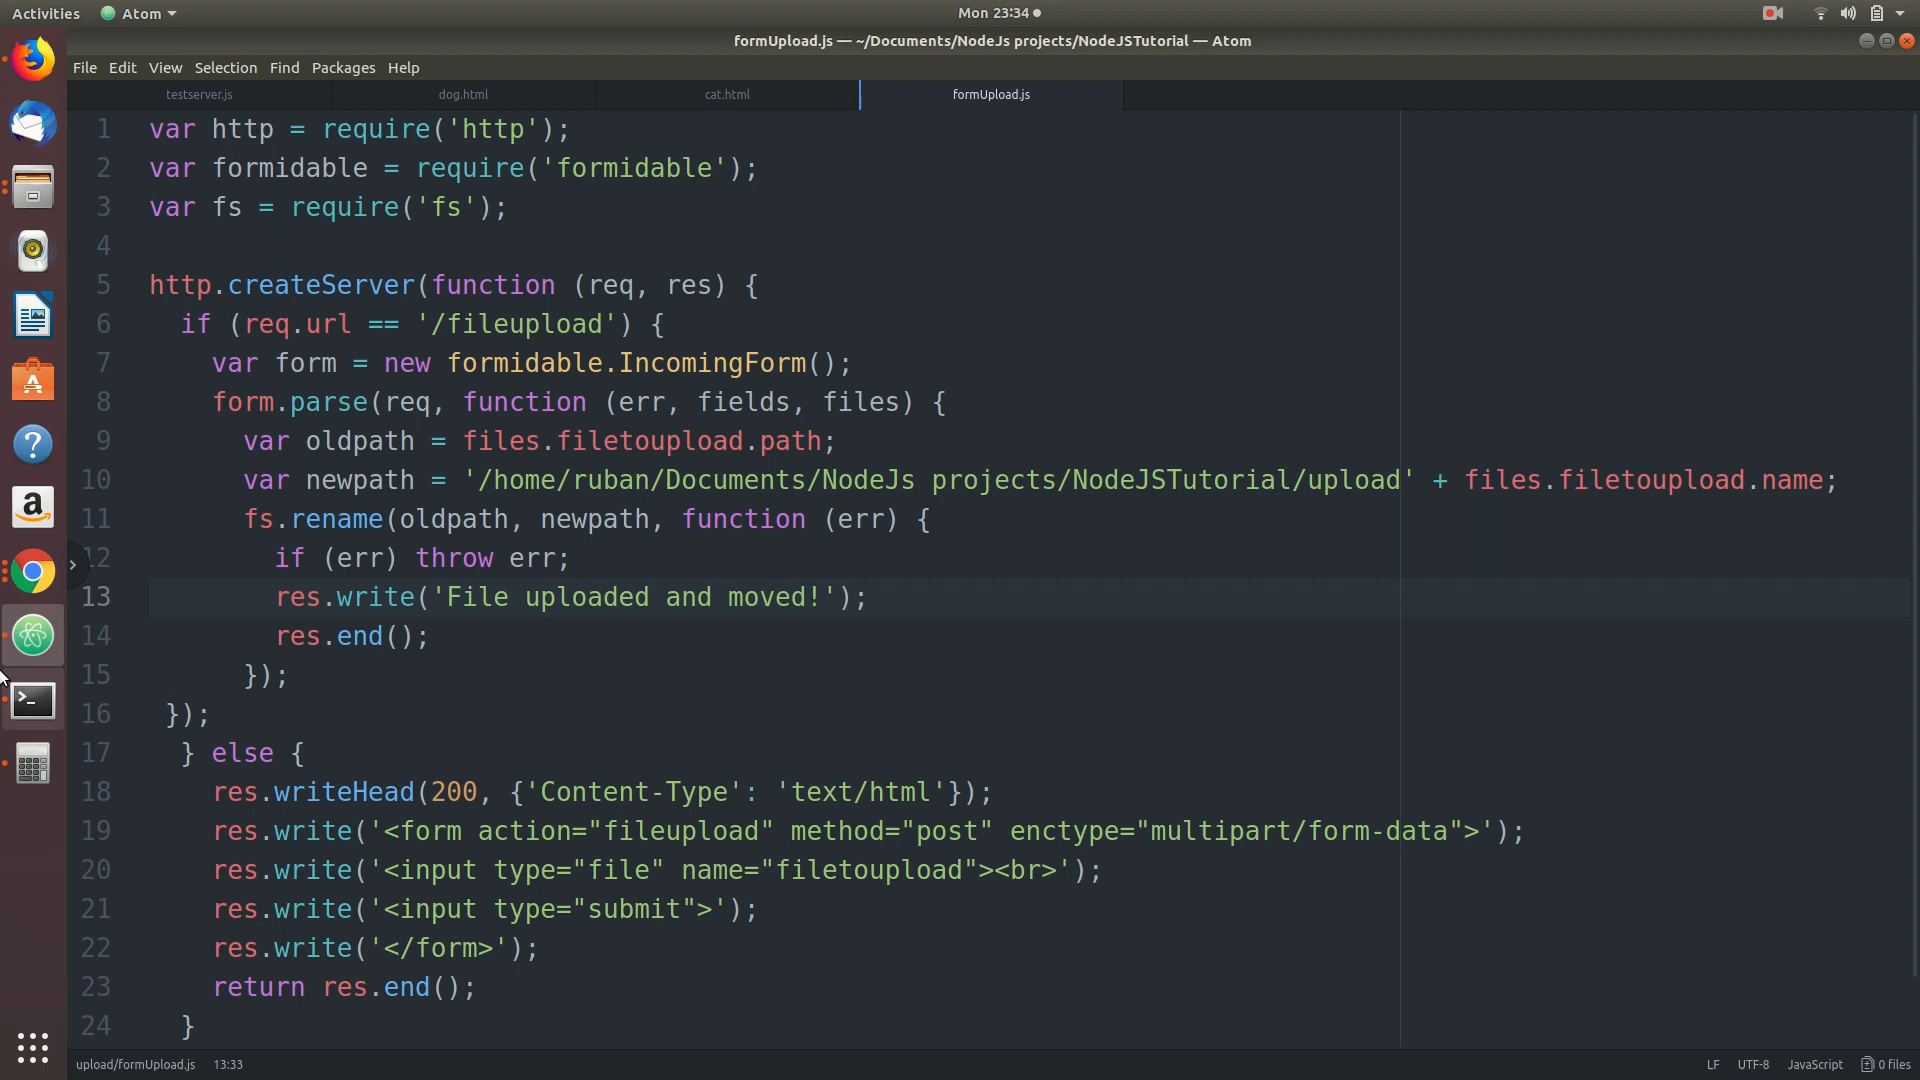 Activities Atom Mon 23:34
formUpload.js — ~/Documents/NodeJs projects/NodeJSTutorial — Atom
File Edit View Selection Find Packages Help
testserver.js dog.html cat.html formUpload.js
1 var http = require('http');
2 var formidable = require('formidable');
3 var fs = require('fs');
4
5 http.createServer(function (req, res) {
6 if (req.url == '/fileupload') {
7 var form = new formidable.IncomingForm();
8 form.parse(req, function (err, fields, files) {
9 var oldpath = files.filetoupload.path;
10 var newpath = '/home/ruban/Documents/NodeJs projects/NodeJSTutorial/upload' + files.filetoupload.name;
11 fs.rename(oldpath, newpath, function (err) {
12 if (err) throw err;
13 res.write('File uploaded and moved!');
14 res.end();
15 });
16 });
17 } else {
18 res.writeHead(200, {'Content-Type': 'text/html'});
19 res.write('<form action="fileupload" method="post" enctype="multipart/form-data">');
20 res.write('<input type="file" name="filetoupload"><br>');
21 res.write('<input type="submit">');
22 res.write('</form>');
23 return res.end();
24 }
upload/formUpload.js 13:33 LF UTF-8 JavaScript 0 files